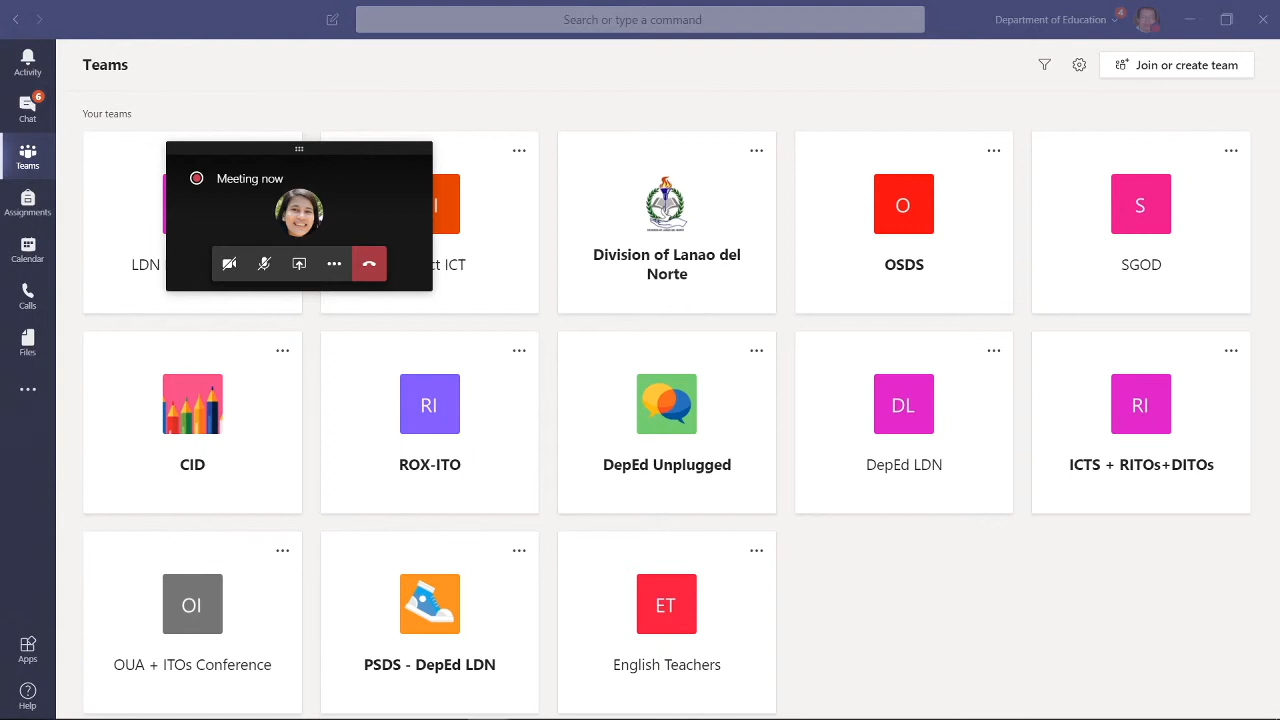 Search or type a command
Department of Education
4
Activity
6
Chat
Teams
Assignments
Calendar
Calls
Files
Apps
Help
Teams
Join or create team
Your teams
Meeting now
LDN
I
ct ICT
Division of Lanao del
Norte
O
OSDS
S
SGOD
CID
RI
ROX-ITO
DepEd Unplugged
DL
DepEd LDN
RI
ICTS + RITOs+DITOs
OI
OUA + ITOs Conference
PSDS - DepEd LDN
ET
English Teachers